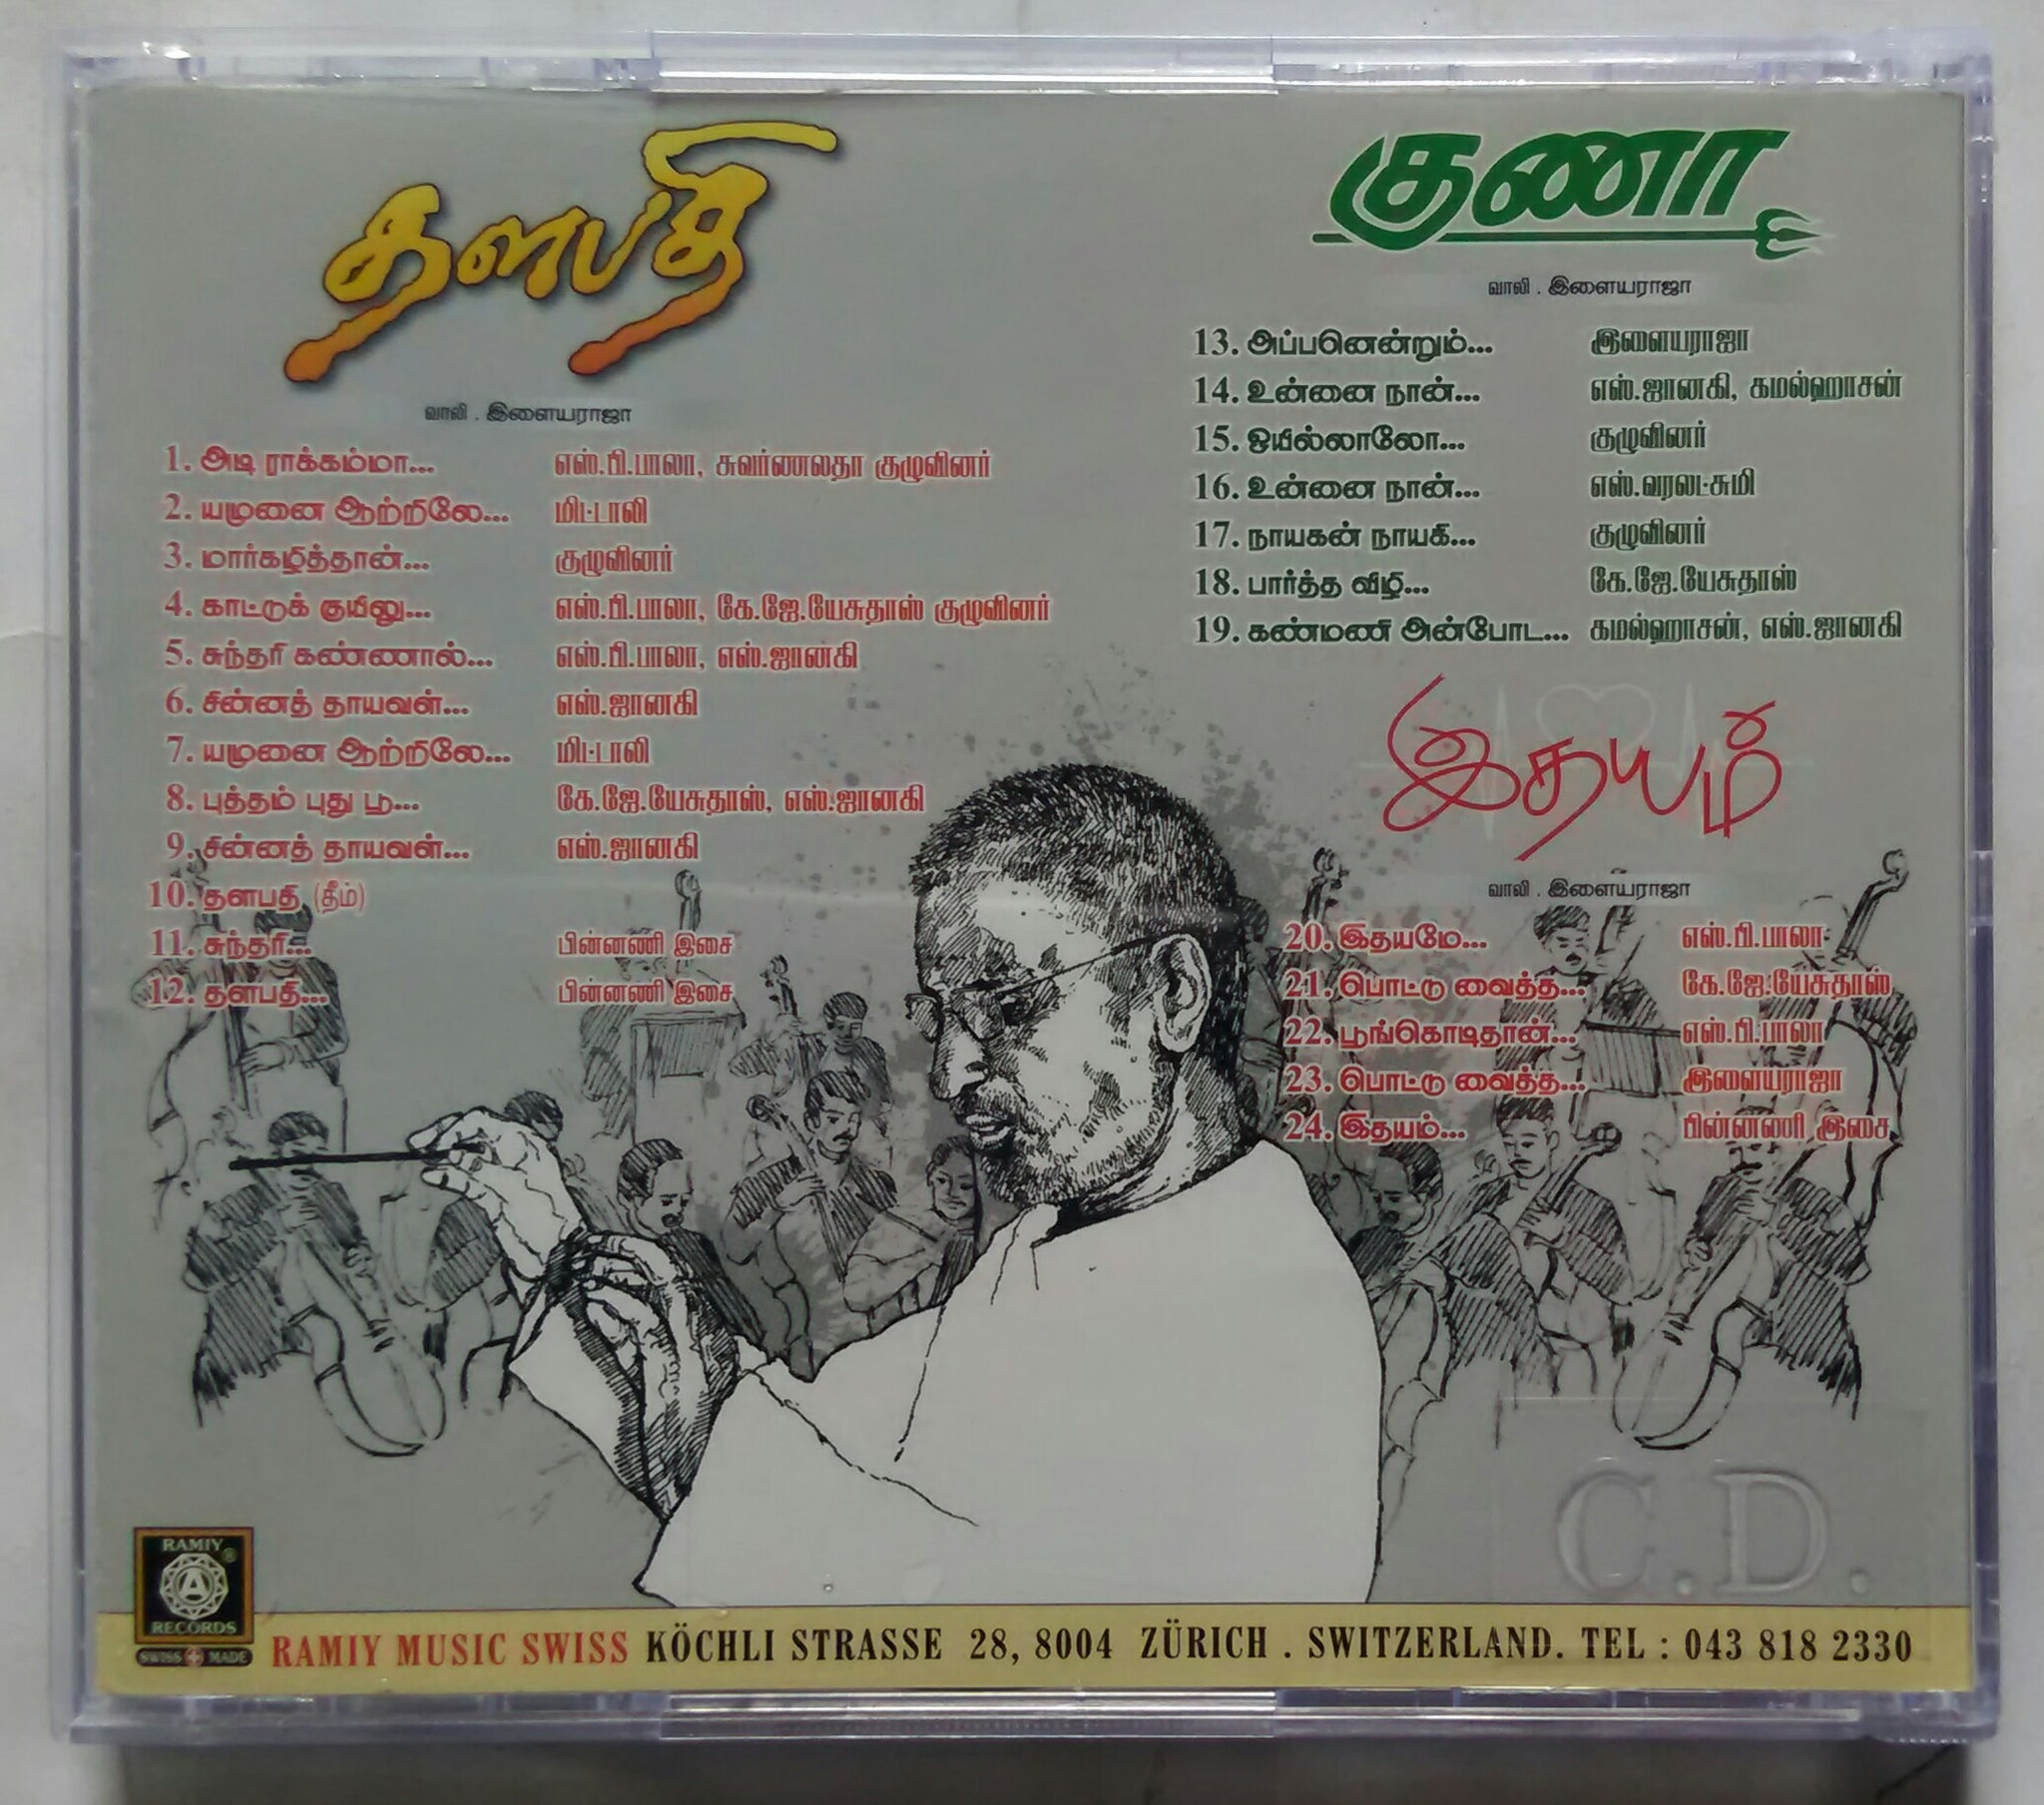 தளபதி
வாலி . இளையராஜா
1. அடி ராக்கம்மா... எஸ்.பி.பாலா, சுவர்ணலதா குழுவினர்
2. யமுனை ஆற்றிலே... மிட்டாலி
3. மார்கழித்தான்... குழுவினர்
4. காட்டுக் குயிலு... எஸ்.பி.பாலா, கே.ஜே.யேசுதாஸ் குழுவினர்
5. சுந்தரி கண்ணால்... எஸ்.பி.பாலா, எஸ்.ஜானகி
6. சின்னத் தாயவள்... எஸ்.ஜானகி
7. யமுனை ஆற்றிலே... மிட்டாலி
8. புத்தம் புது பூ... கே.ஜே.யேசுதாஸ், எஸ்.ஜானகி
9. சின்னத் தாயவள்... எஸ்.ஜானகி
10. தளபதி (தீம்)
11. சுந்தரி... பின்னணி இசை
12. தளபதி... பின்னணி இசை
குணா
வாலி . இளையராஜா
13. அப்பனென்றும்... இளையராஜா
14. உன்னை நான்... எஸ்.ஜானகி, கமல்ஹாசன்
15. ஒயில்லாலோ... குழுவினர்
16. உன்னை நான்... எஸ்.வரலட்சுமி
17. நாயகன் நாயகி... குழுவினர்
18. பார்த்த விழி... கே.ஜே.யேசுதாஸ்
19. கண்மணி அன்போட... கமல்ஹாசன், எஸ்.ஜானகி
இதயம்
வாலி . இளையராஜா
20. இதயமே... எஸ்.பி.பாலா
21. பொட்டு வைத்த... கே.ஜே.யேசுதாஸ்
22. பூங்கொடிதான்... எஸ்.பி.பாலா
23. பொட்டு வைத்த... இளையராஜா
24. இதயம்... பின்னணி இசை
C.D.
RAMIY ®
A
RECORDS
SWISS MADE
RAMIY MUSIC SWISS KÖCHLI STRASSE 28, 8004 ZÜRICH . SWITZERLAND. TEL : 043 818 2330